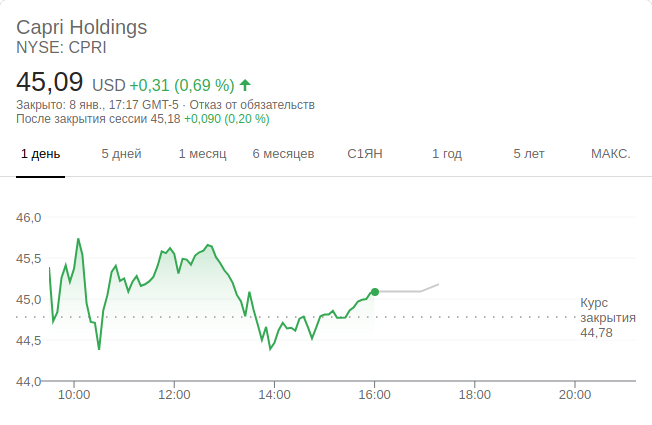 Capri Holdings
NYSE: CPRI
45,09 USD +0,31 (0,69 %)
Закрыто: 8 янв., 17:17 GMT-5 · Отказ от обязательств
После закрытия сессии 45,18 +0,090 (0,20 %)
1 день 5 дней 1 месяц 6 месяцев С1ЯН 1 год 5 лет МАКС.
46,0
45,5
45,0
44,5
44,0
Курс
закрытия
44,78
10:00 12:00 14:00 16:00 18:00 20:00